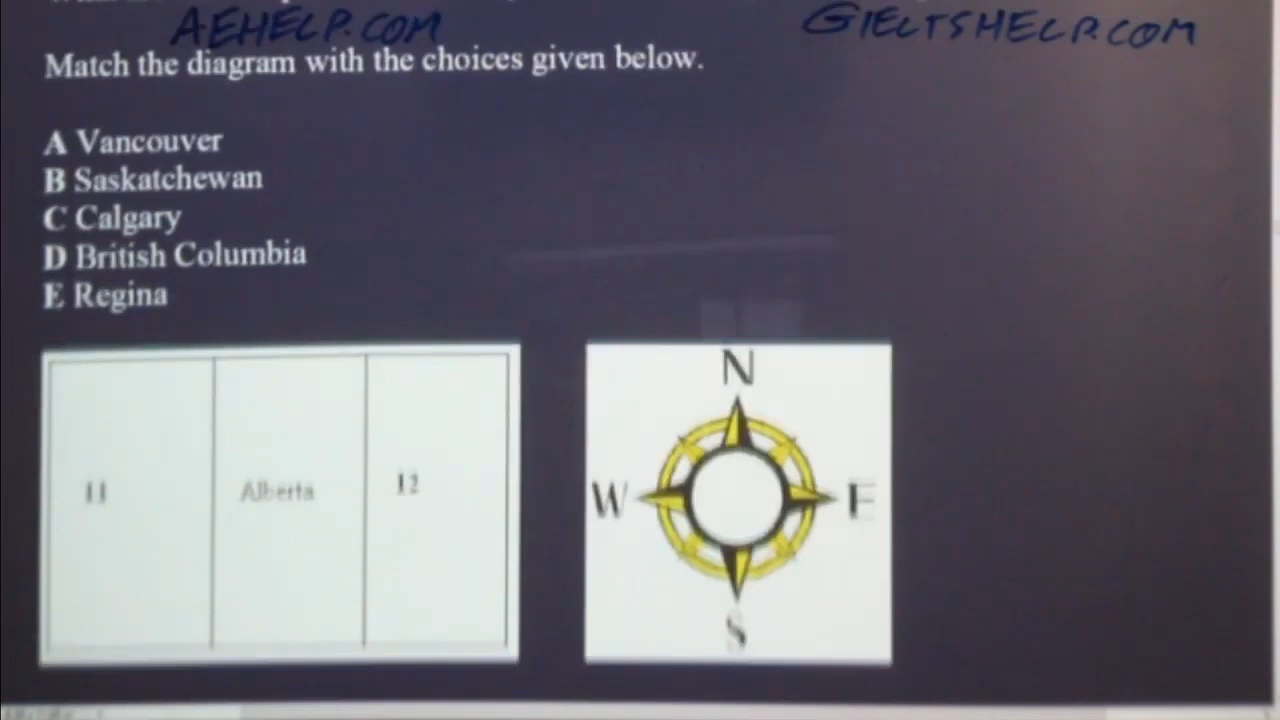 AEHELP.COM GIELTSHELP.COM
Match the diagram with the choices given below.
A Vancouver
B Saskatchewan
C Calgary
D British Columbia
E Regina
11 Alberta 12
N
W E
S